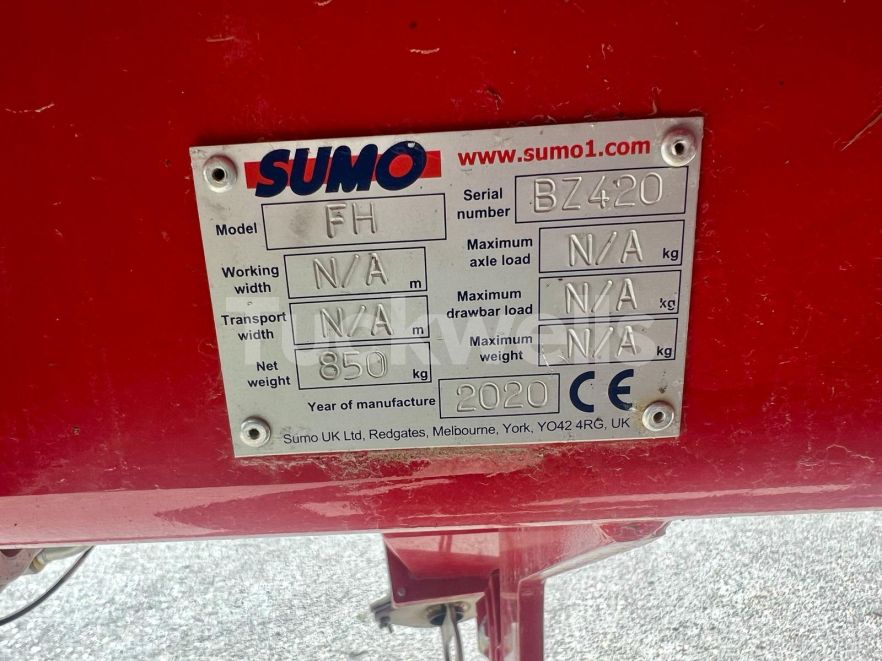 SUMO www.sumo1.com
Model FH Serial number BZ420
Working width N/A m Maximum axle load N/A kg
Transport width N/A m Maximum drawbar load N/A kg
Net weight 850 kg Maximum weight N/A kg
Year of manufacture 2020 CE
Sumo UK Ltd, Redgates, Melbourne, York, YO42 4RG, UK
Tuckwells